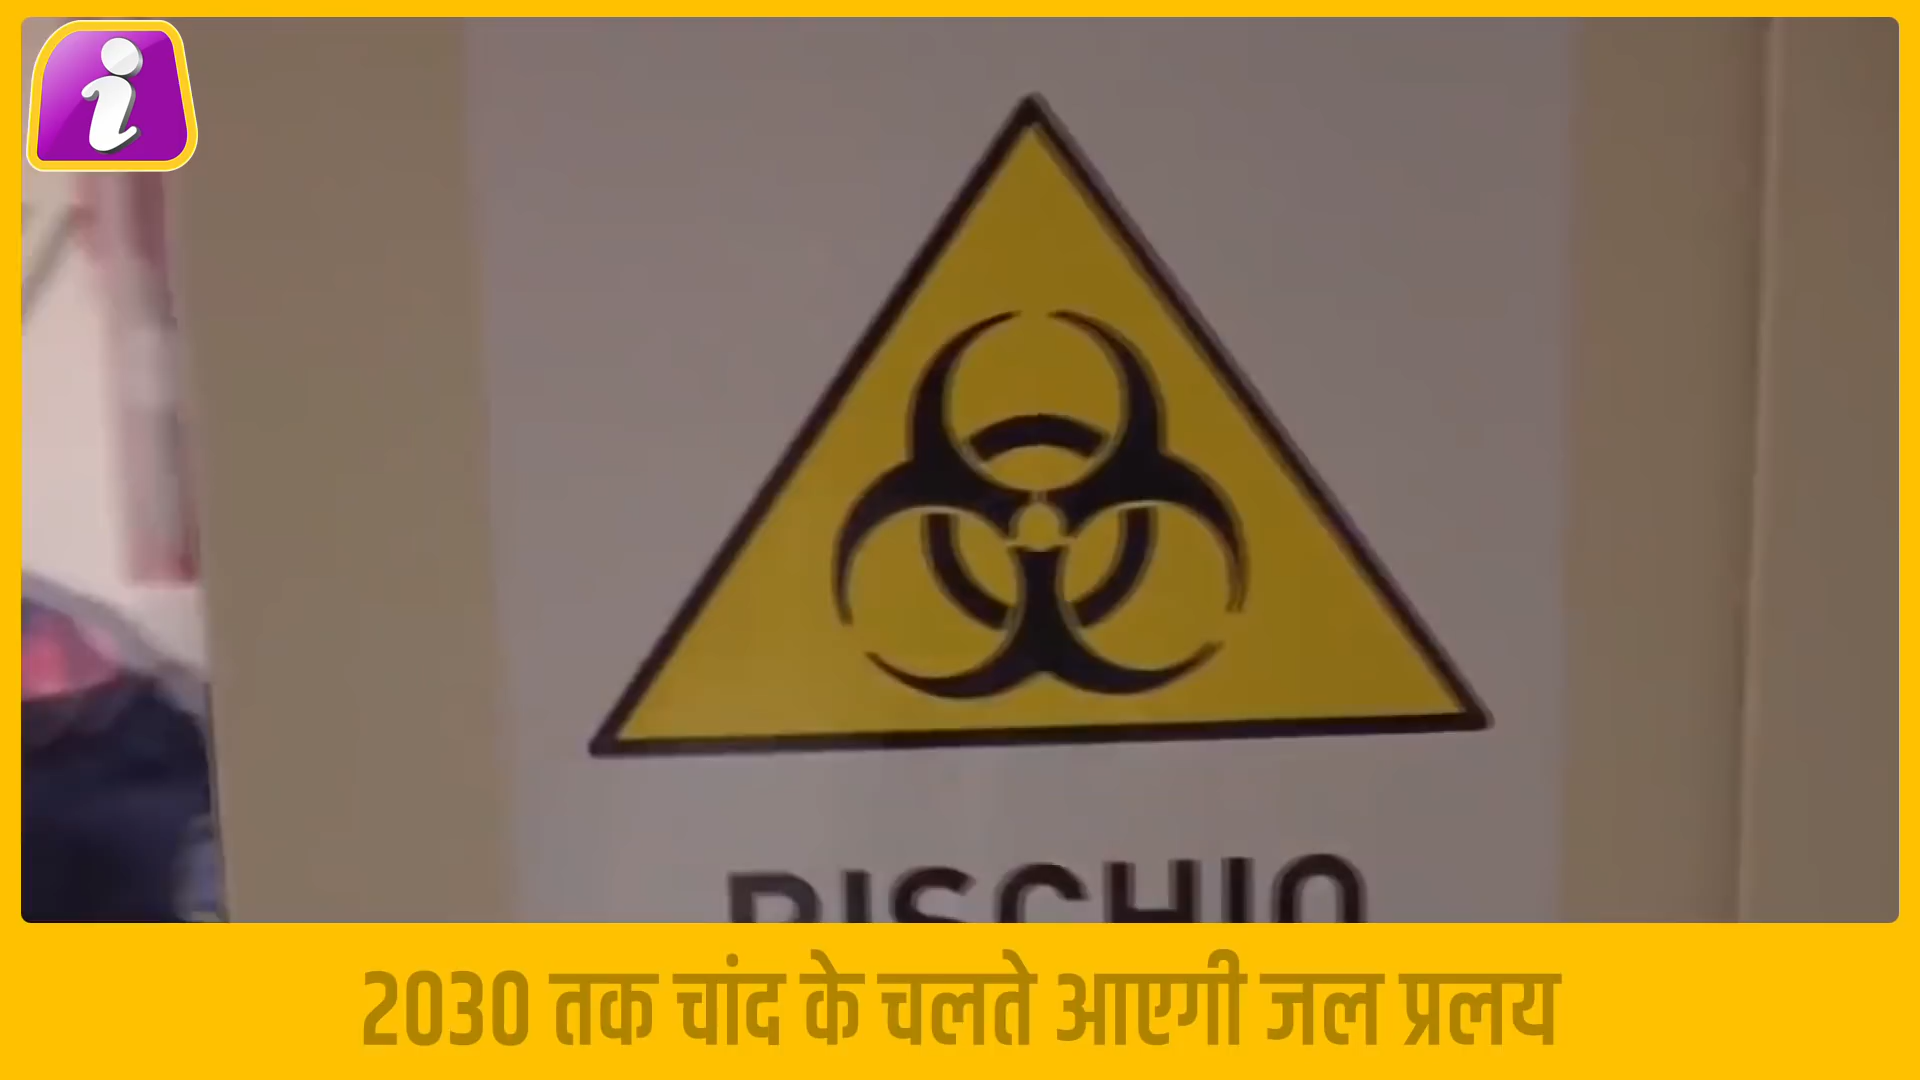 RISCHIO
2030 तक चांद के चलते आएगी जल प्रलय